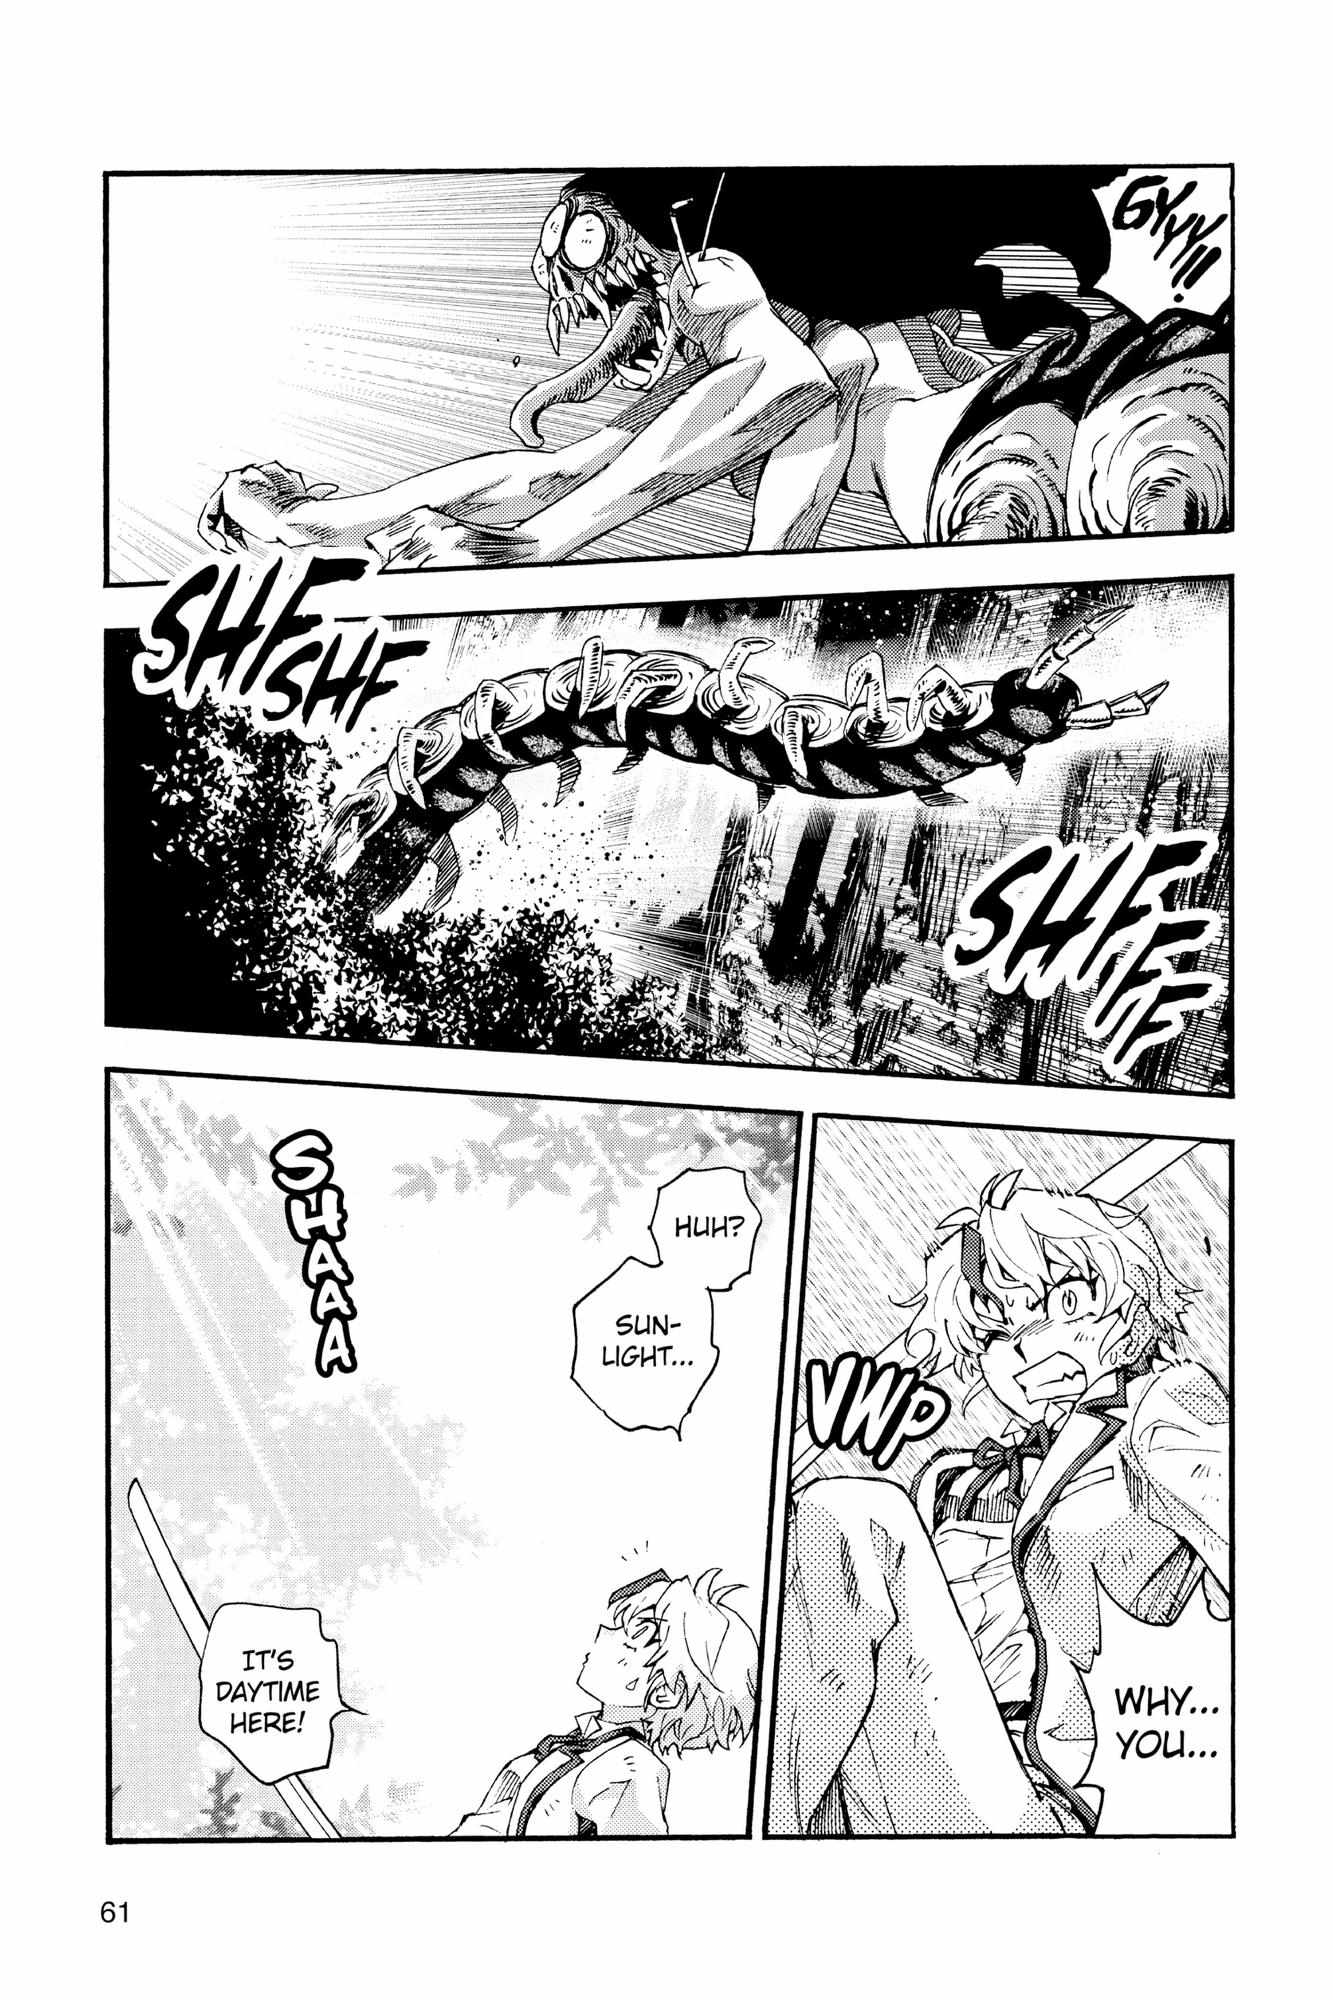 GYYY!!
SHF
SHF
SHFFF
WHY...
YOU...
VWP
HUH?
SUN-
LIGHT...
SHAAA
IT'S
DAYTIME
HERE!
61